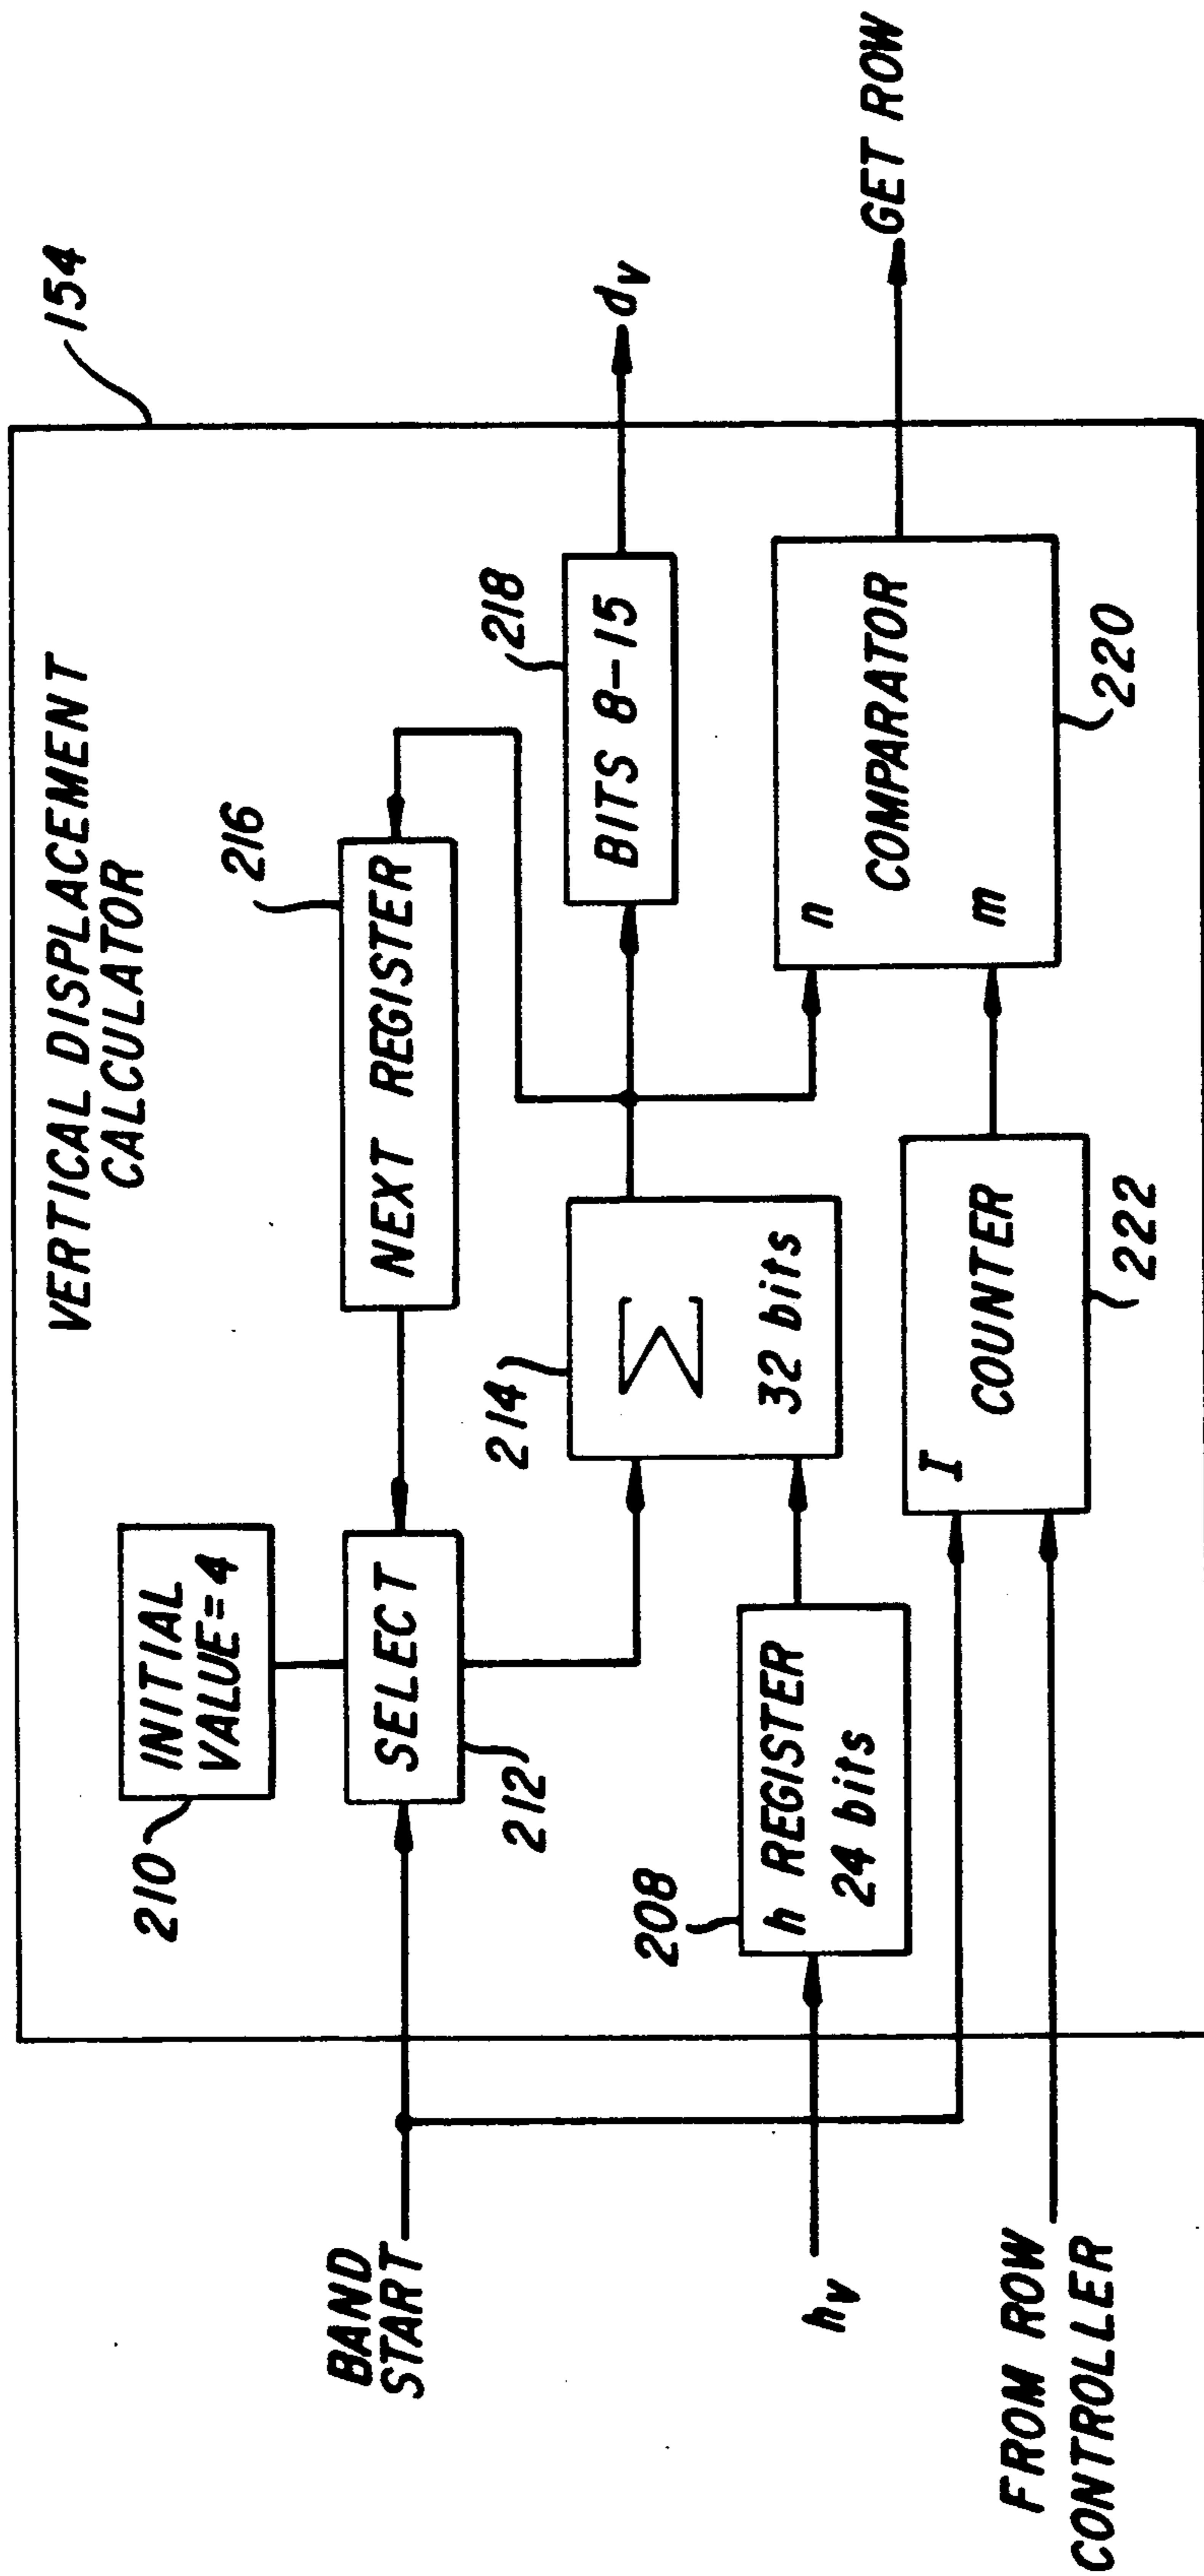 VERTICAL DISPLACEMENT
CALCULATOR
154
INITIAL
VALUE=4
210
NEXT REGISTER
216
BAND
START
SELECT
212
214
Σ
32 bits
BITS 8-15
218
dv
208
h REGISTER
24 bits
hv
I
COUNTER
222
n
COMPARATOR
m
220
GET ROW
FROM ROW
CONTROLLER